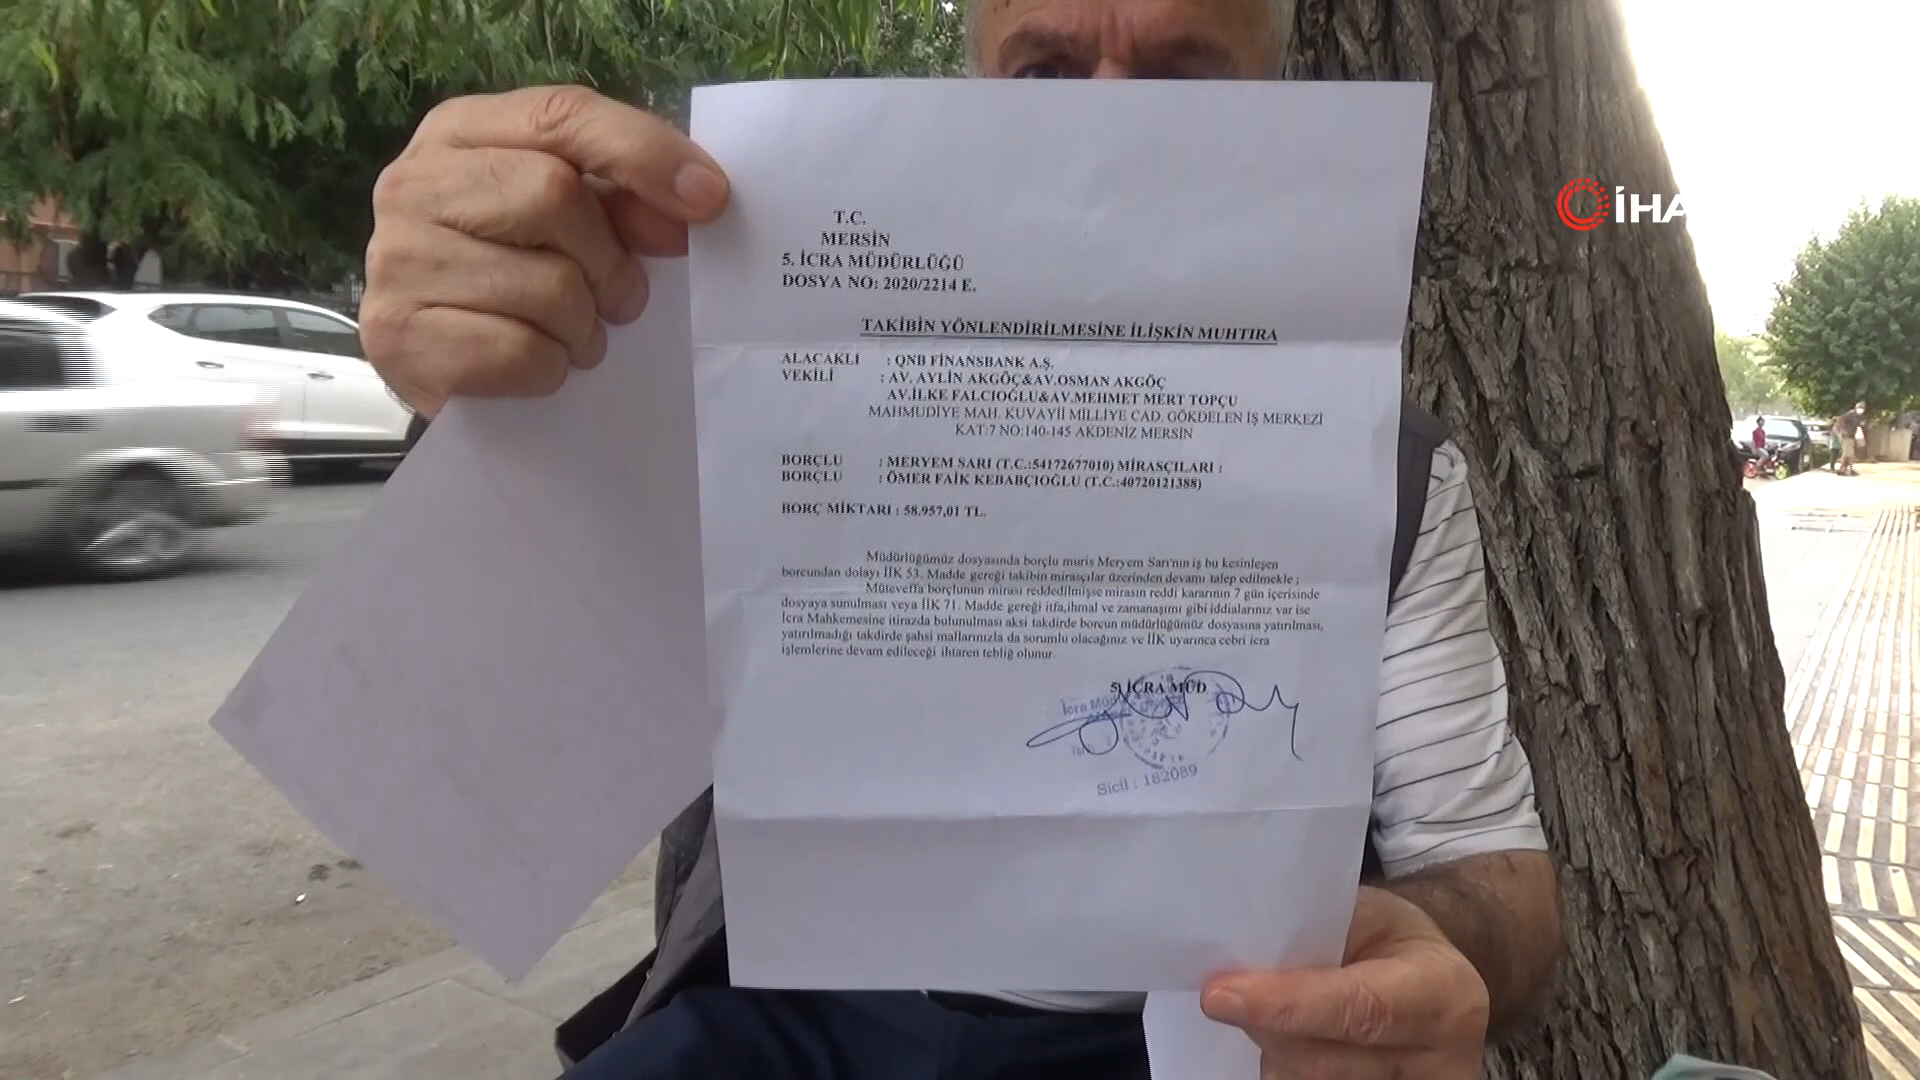 İHA
T.C.
MERSİN
5. İCRA MÜDÜRLÜĞÜ
DOSYA NO: 2020/2214 E.
TAKİBİN YÖNLENDİRİLMESİNE İLİŞKİN MUHTIRA
ALACAKLI : QNB FİNANSBANK A.Ş.
VEKİLİ : AV. AYLİN AKGÖÇ&AV.OSMAN AKGÖÇ
AV.İLKE FALCIOĞLU&AV.MEHMET MERT TOPÇU
MAHMUDİYE MAH. KUVAYİİ MİLLİYE CAD. GÖKDELEN İŞ MERKEZİ
KAT:7 NO:140-145 AKDENİZ MERSİN
BORÇLU : MERYEM SARI (T.C.:54172677010) MİRASÇILARI :
BORÇLU : ÖMER FAİK KEBABÇIOĞLU (T.C.:40720121388)
BORÇ MİKTARI : 58.957,01 TL.
Müdürlüğümüz dosyasında borçlu muris Meryem Sarı'nın iş bu kesinleşen
borcundan dolayı İİK 53. Madde gereği takibin mirasçılar üzerinden devamı talep edilmekle ;
Müteveffa borçlunun mirası reddedilmişse mirasın reddi kararının 7 gün içerisinde
dosyaya sunulması veya İİK 71. Madde gereği itfa,ihmal ve zamanaşımı gibi iddialarınız var ise
İcra Mahkemesine itirazda bulunulması aksi takdirde borcun müdürlüğümüz dosyasına yatırılması,
yatırılmadığı takdirde şahsi mallarınızla da sorumlu olacağınız ve İİK uyarınca cebri icra
işlemlerine devam edileceği ihtaren tebliğ olunur.
5. İCRA MÜD
İcra Müd
Sicil : 182089